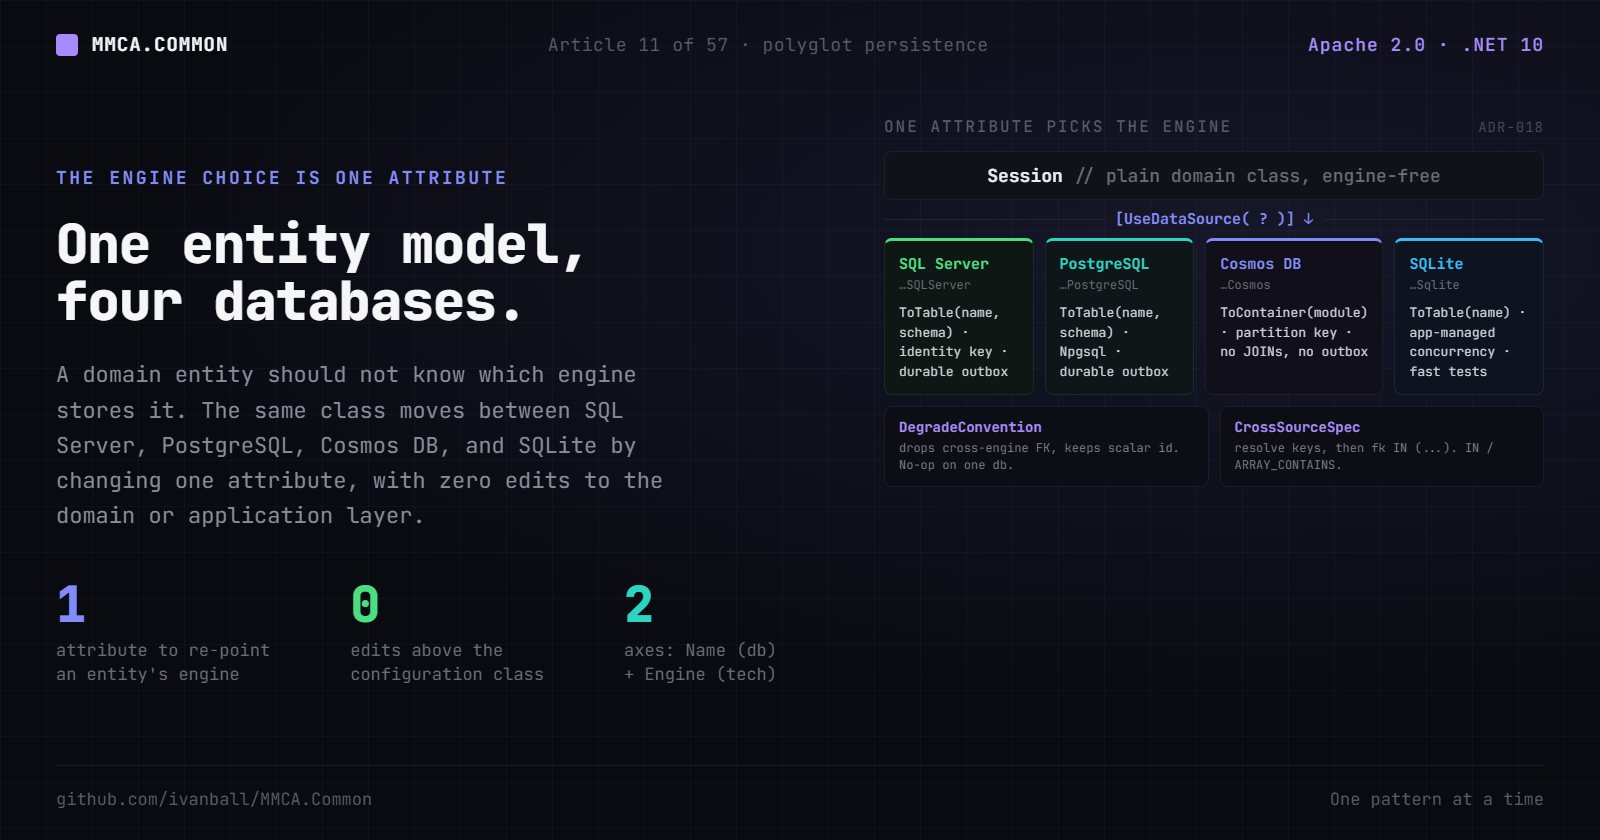 MMCA.COMMON
Article 11 of 57 · polyglot persistence
Apache 2.0 · .NET 10
THE ENGINE CHOICE IS ONE ATTRIBUTE
One entity model,
four databases.
A domain entity should not know which engine
stores it. The same class moves between SQL
Server, PostgreSQL, Cosmos DB, and SQLite by
changing one attribute, with zero edits to the
domain or application layer.
1
attribute to re-point
an entity's engine
0
edits above the
configuration class
2
axes: Name (db)
+ Engine (tech)
ONE ATTRIBUTE PICKS THE ENGINE
ADR-018
Session // plain domain class, engine-free
[UseDataSource( ? )] ↓
SQL Server
…SQLServer
ToTable(name,
schema) ·
identity key ·
durable outbox
PostgreSQL
…PostgreSQL
ToTable(name,
schema) ·
Npgsql ·
durable outbox
Cosmos DB
…Cosmos
ToContainer(module)
· partition key ·
no JOINs, no outbox
SQLite
…Sqlite
ToTable(name) ·
app-managed
concurrency ·
fast tests
DegradeConvention
drops cross-engine FK, keeps scalar id.
No-op on one db.
CrossSourceSpec
resolve keys, then fk IN (...). IN /
ARRAY_CONTAINS.
github.com/ivanball/MMCA.Common
One pattern at a time